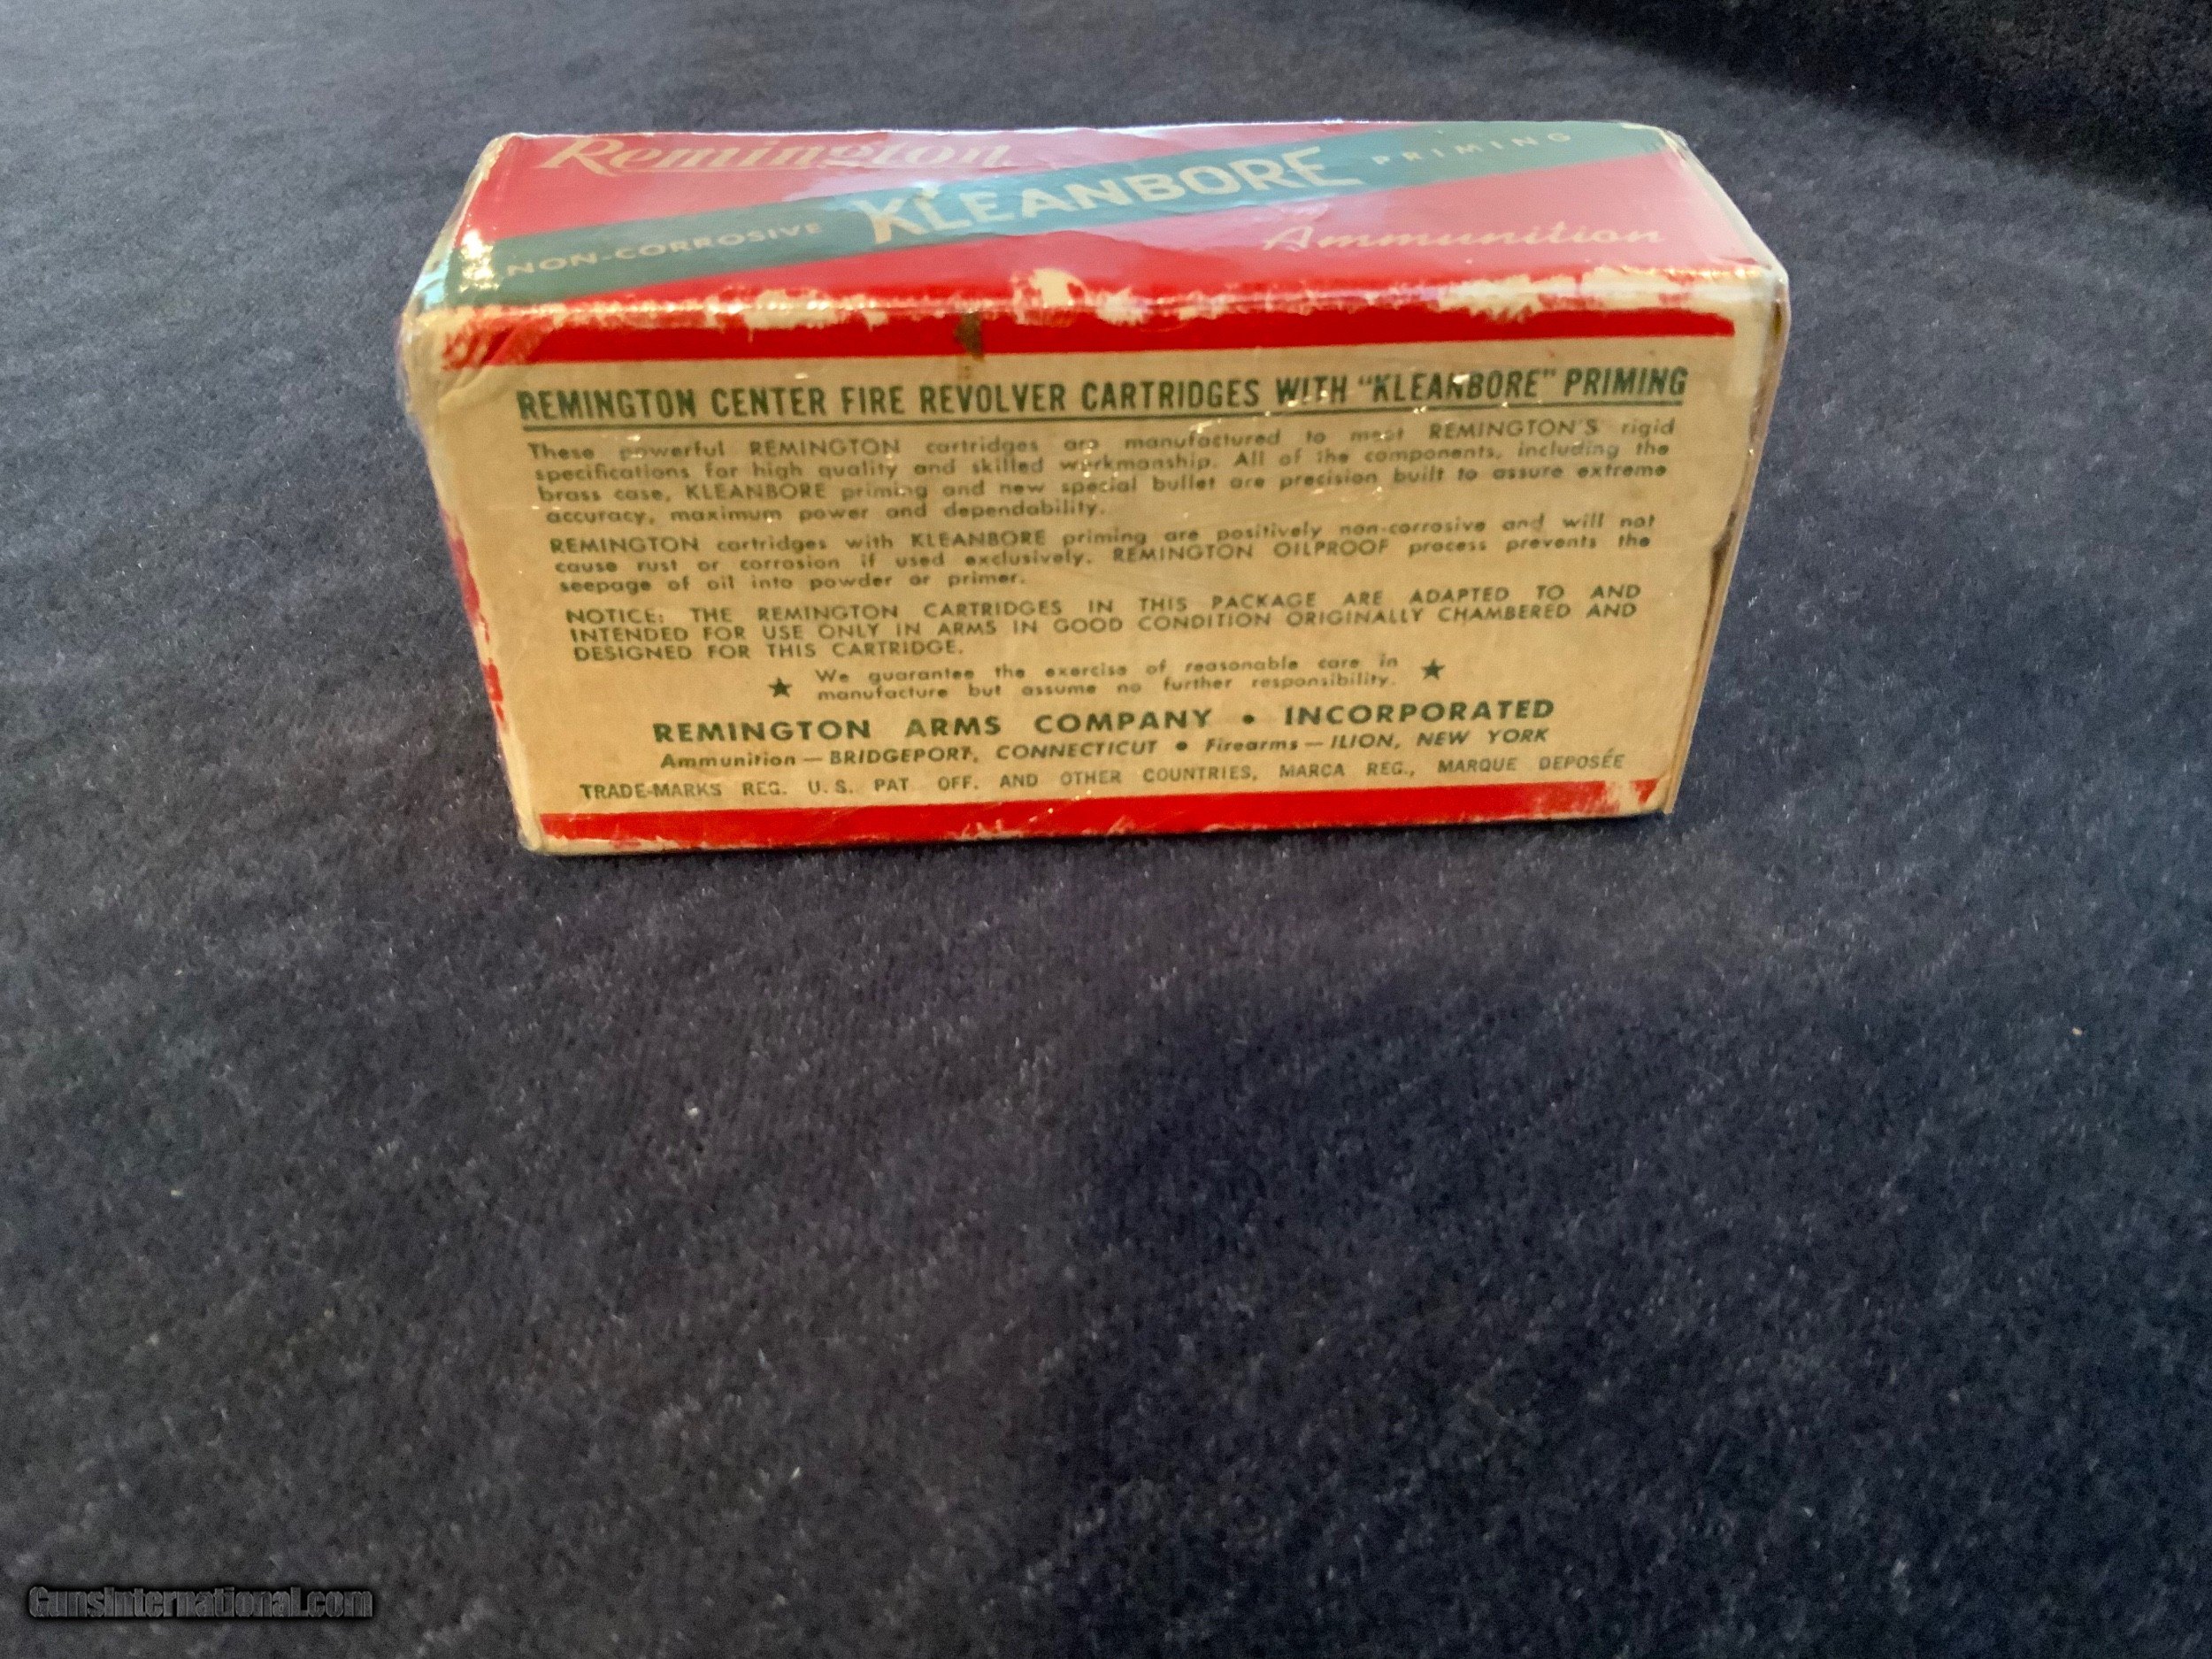 Remington
NON-CORROSIVE KLEANBORE PRIMING
Ammunition
REMINGTON CENTER FIRE REVOLVER CARTRIDGES WITH "KLEANBORE" PRIMING
These powerful REMINGTON cartridges are manufactured to meet REMINGTON'S rigid
specifications for high quality and skilled workmanship. All of the components, including the
brass case, KLEANBORE priming and new special bullet are precision built to assure extreme
accuracy, maximum power and dependability.
REMINGTON cartridges with KLEANBORE priming are positively non-corrosive and will not
cause rust or corrosion if used exclusively. REMINGTON OILPROOF process prevents the
seepage of oil into powder or primer.
NOTICE: THE REMINGTON CARTRIDGES IN THIS PACKAGE ARE ADAPTED TO AND
INTENDED FOR USE ONLY IN ARMS IN GOOD CONDITION ORIGINALLY CHAMBERED AND
DESIGNED FOR THIS CARTRIDGE.
★ We guarantee the exercise of reasonable care in ★
manufacture but assume no further responsibility.
REMINGTON ARMS COMPANY • INCORPORATED
Ammunition — BRIDGEPORT, CONNECTICUT • Firearms — ILION, NEW YORK
TRADE-MARKS REG. U.S. PAT. OFF. AND OTHER COUNTRIES, MARCA REG., MARQUE DEPOSÉE
GunsInternational.com